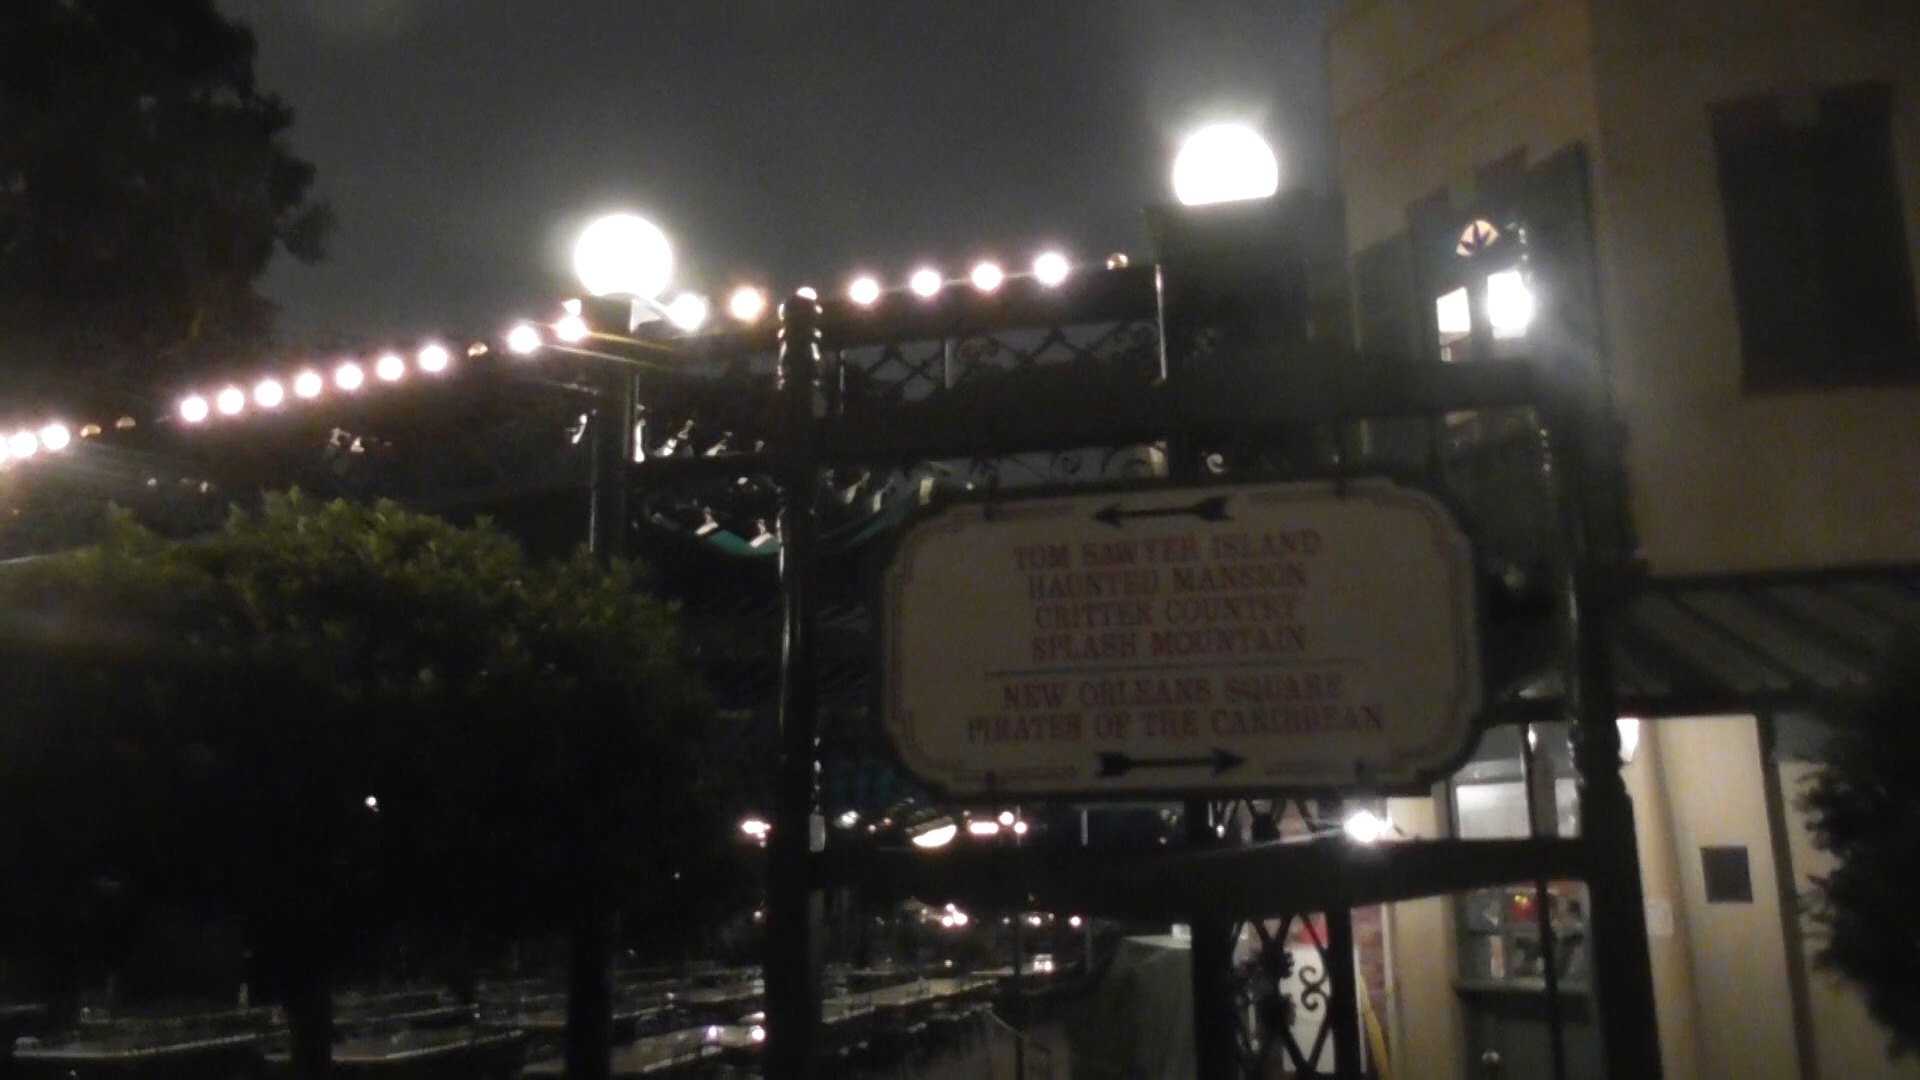 TOM SAWYER ISLAND
HAUNTED MANSION
CRITTER COUNTRY
SPLASH MOUNTAIN
NEW ORLEANS SQUARE
PIRATES OF THE CARIBBEAN